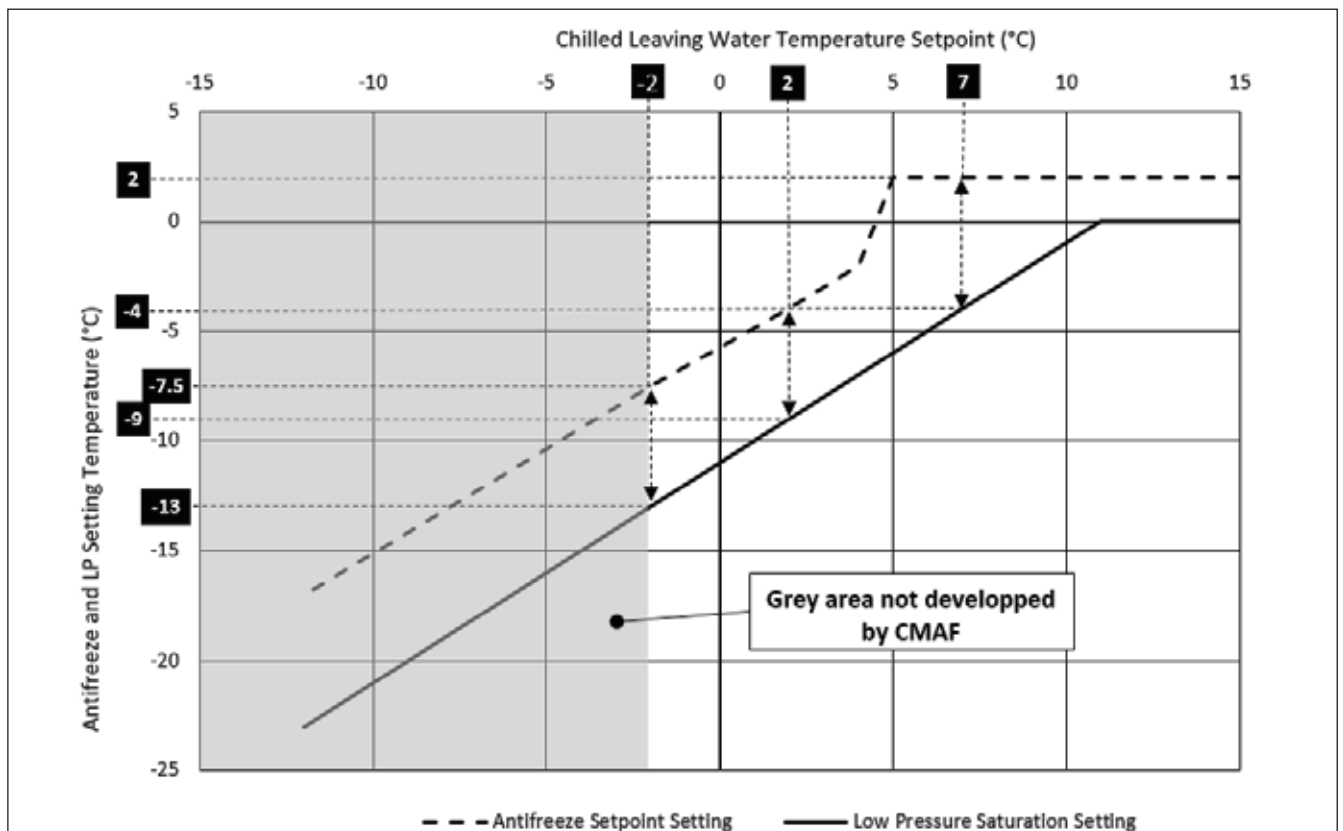 Chilled Leaving Water Temperature Setpoint (°C)
-15 -10 -5 -2 0 2 5 7 10 15
5
2
0
-4
-5
-7.5
-9
-10
-13
-15
-20
-25
Antifreeze and LP Setting Temperature (°C)
Grey area not developped
by CMAF
Antifreeze Setpoint Setting Low Pressure Saturation Setting